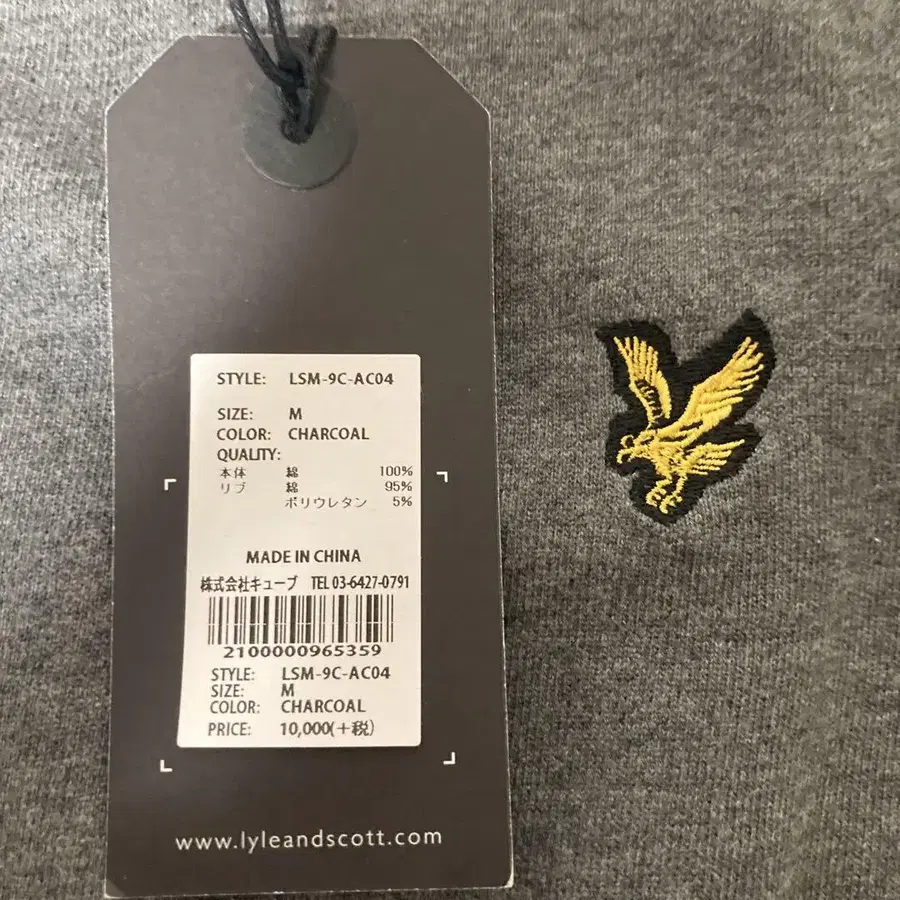 STYLE: LSM-9C-AC04
SIZE: M
COLOR: CHARCOAL
QUALITY:
本体 綿 100%
リブ 綿 95%
ポリウレタン 5%
MADE IN CHINA
株式会社キューブ TEL 03-6427-0791
2100000965359
STYLE: LSM-9C-AC04
SIZE: M
COLOR: CHARCOAL
PRICE: 10,000(+税)
www.lyleandscott.com